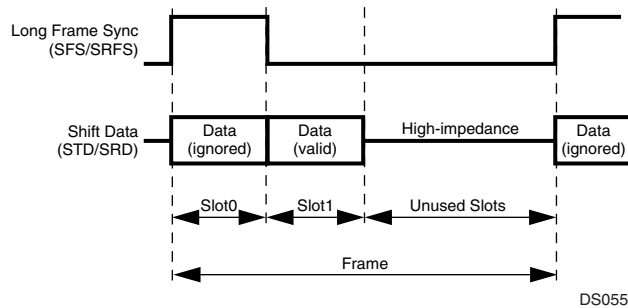 Long Frame Sync
(SFS/SRFS)
Shift Data
(STD/SRD)
Data
(ignored)
Data
(valid)
High-impedance
Data
(ignored)
Slot0
Slot1
Unused Slots
Frame
DS055